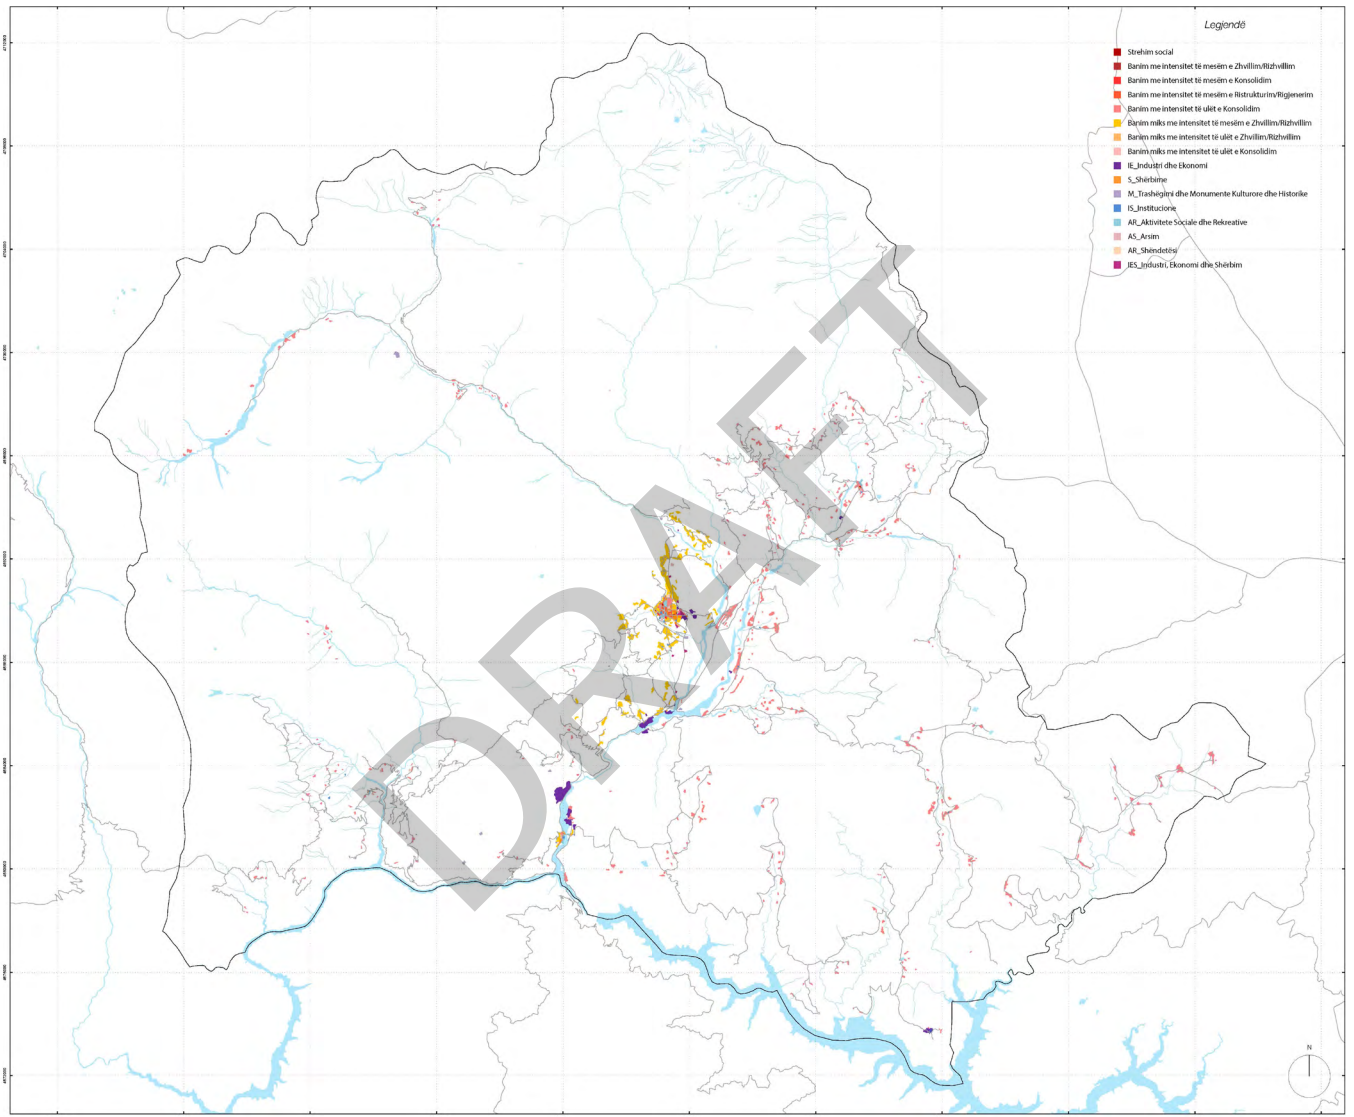 Legjendë
Strehim social
Banim me intensitet të mesëm e Zhvillim/Rizhvillim
Banim me intensitet të mesëm e Konsolidim
Banim me intensitet të mesëm e Ristrukturim/Rigjenerim
Banim me intensitet të ulët e Konsolidim
Banim miks me intensitet të mesëm e Zhvillim/Rizhvillim
Banim miks me intensitet të ulët e Zhvillim/Rizhvillim
Banim miks me intensitet të ulët e Konsolidim
IE_Industri dhe Ekonomi
S_Shërbime
M_Trashëgimi dhe Monumente Kulturore dhe Historike
IS_Institucione
AR_Aktivitete Sociale dhe Rekreative
AS_Arsim
AR_Shëndetësi
IES_Industri, Ekonomi dhe Shërbim
DRAFT
N